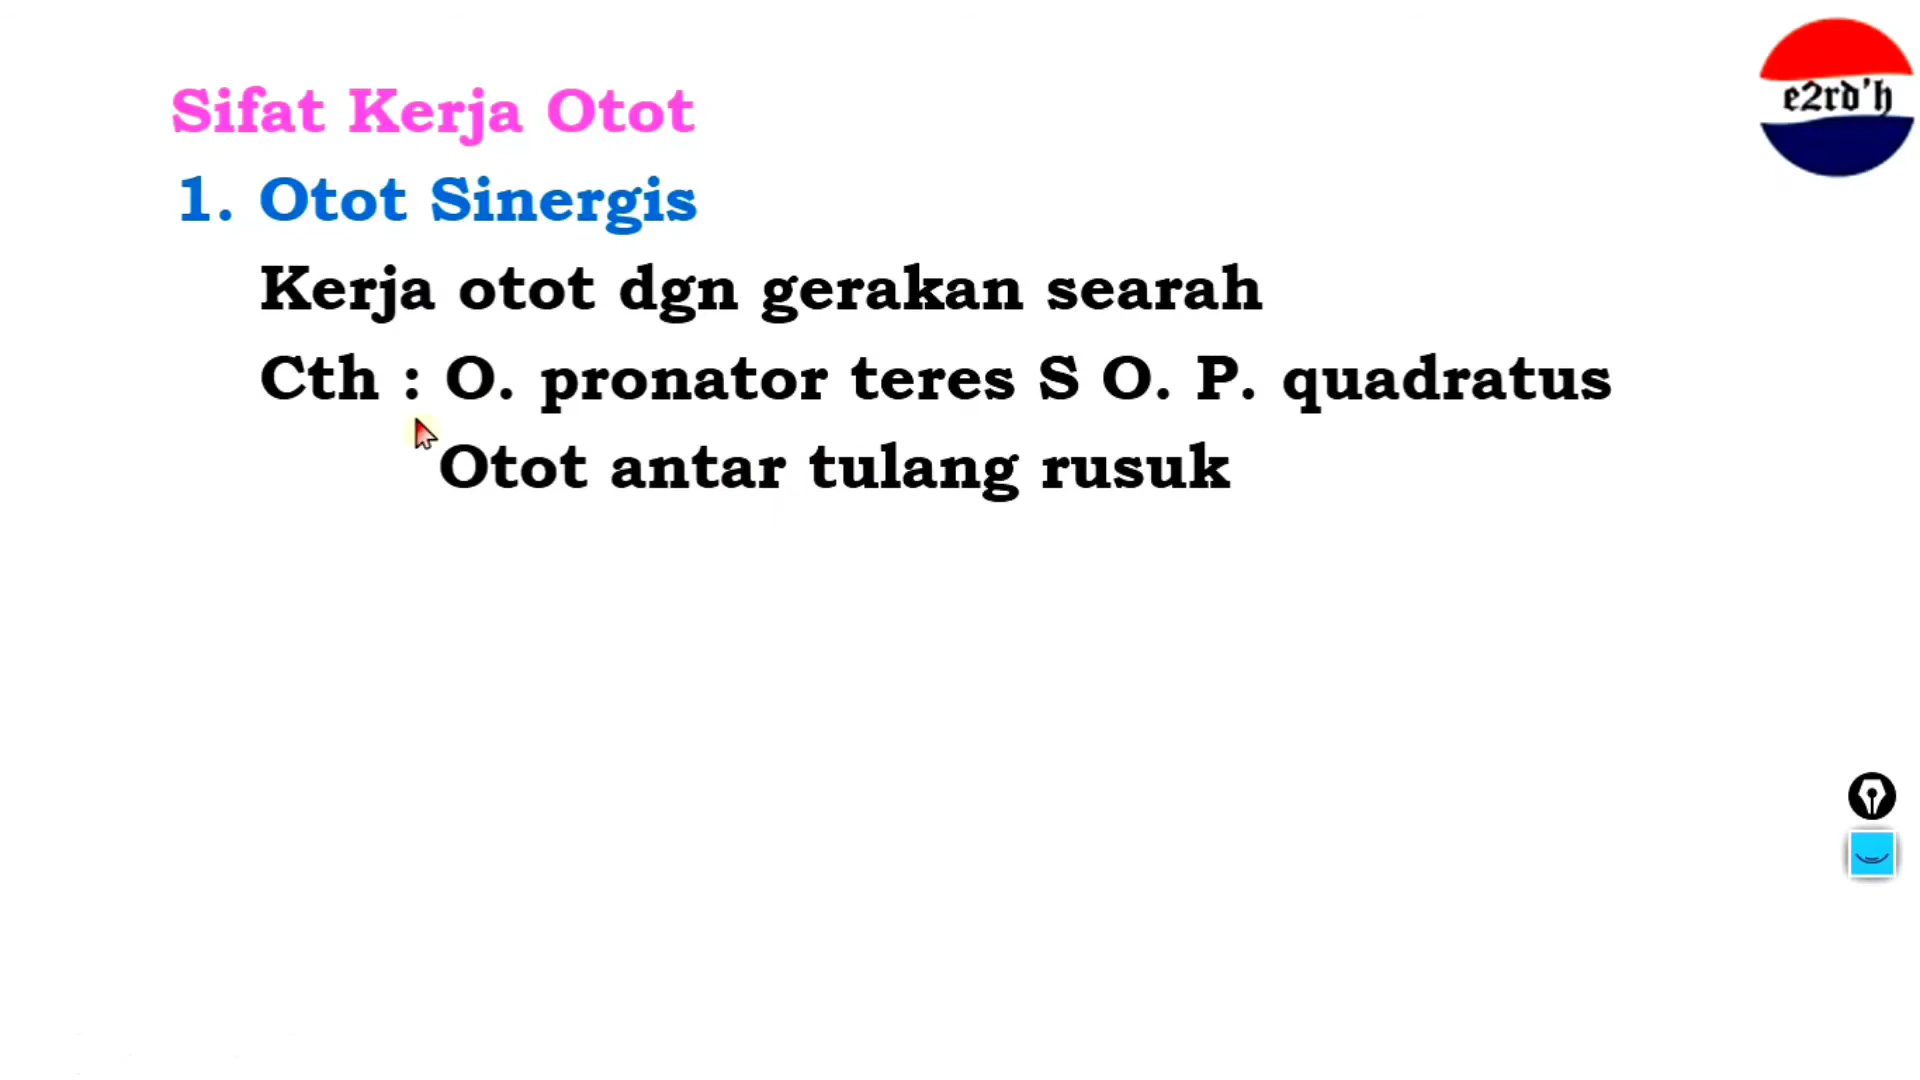 e2rd'h
Sifat Kerja Otot
1. Otot Sinergis
Kerja otot dgn gerakan searah
Cth : O. pronator teres S O. P. quadratus
Otot antar tulang rusuk